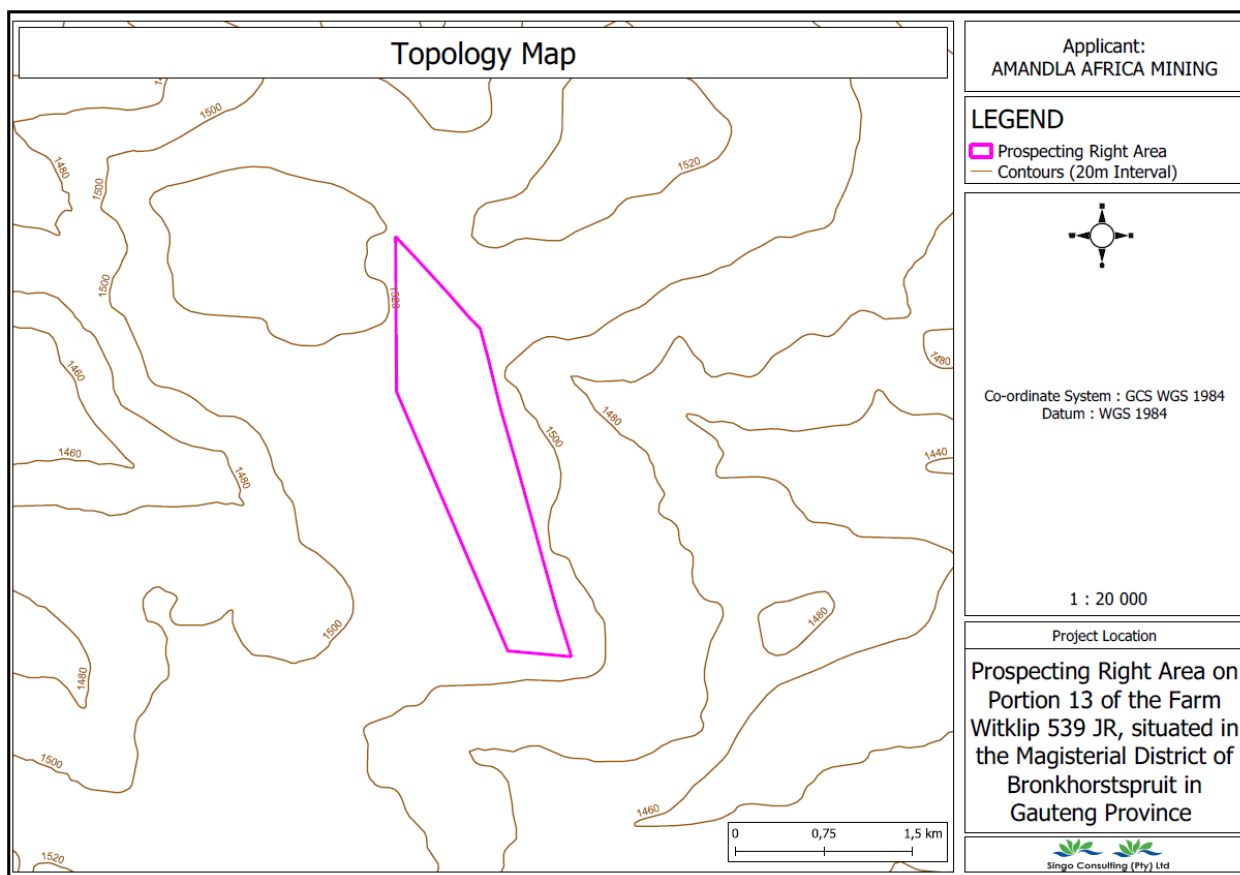 Topology Map
Applicant:
AMANDLA AFRICA MINING
LEGEND
Prospecting Right Area
Contours (20m Interval)
Co-ordinate System : GCS WGS 1984
Datum : WGS 1984
1 : 20 000
Project Location
Prospecting Right Area on
Portion 13 of the Farm
Witklip 539 JR, situated in
the Magisterial District of
Bronkhorstspruit in
Gauteng Province
Singo Consulting (Pty) Ltd
1500
1480
1500
1520
1500
1520
1460
1480
1480
1500
1460
1440
1480
1480
1500
1480
1500
1460
1520
0 0,75 1,5 km